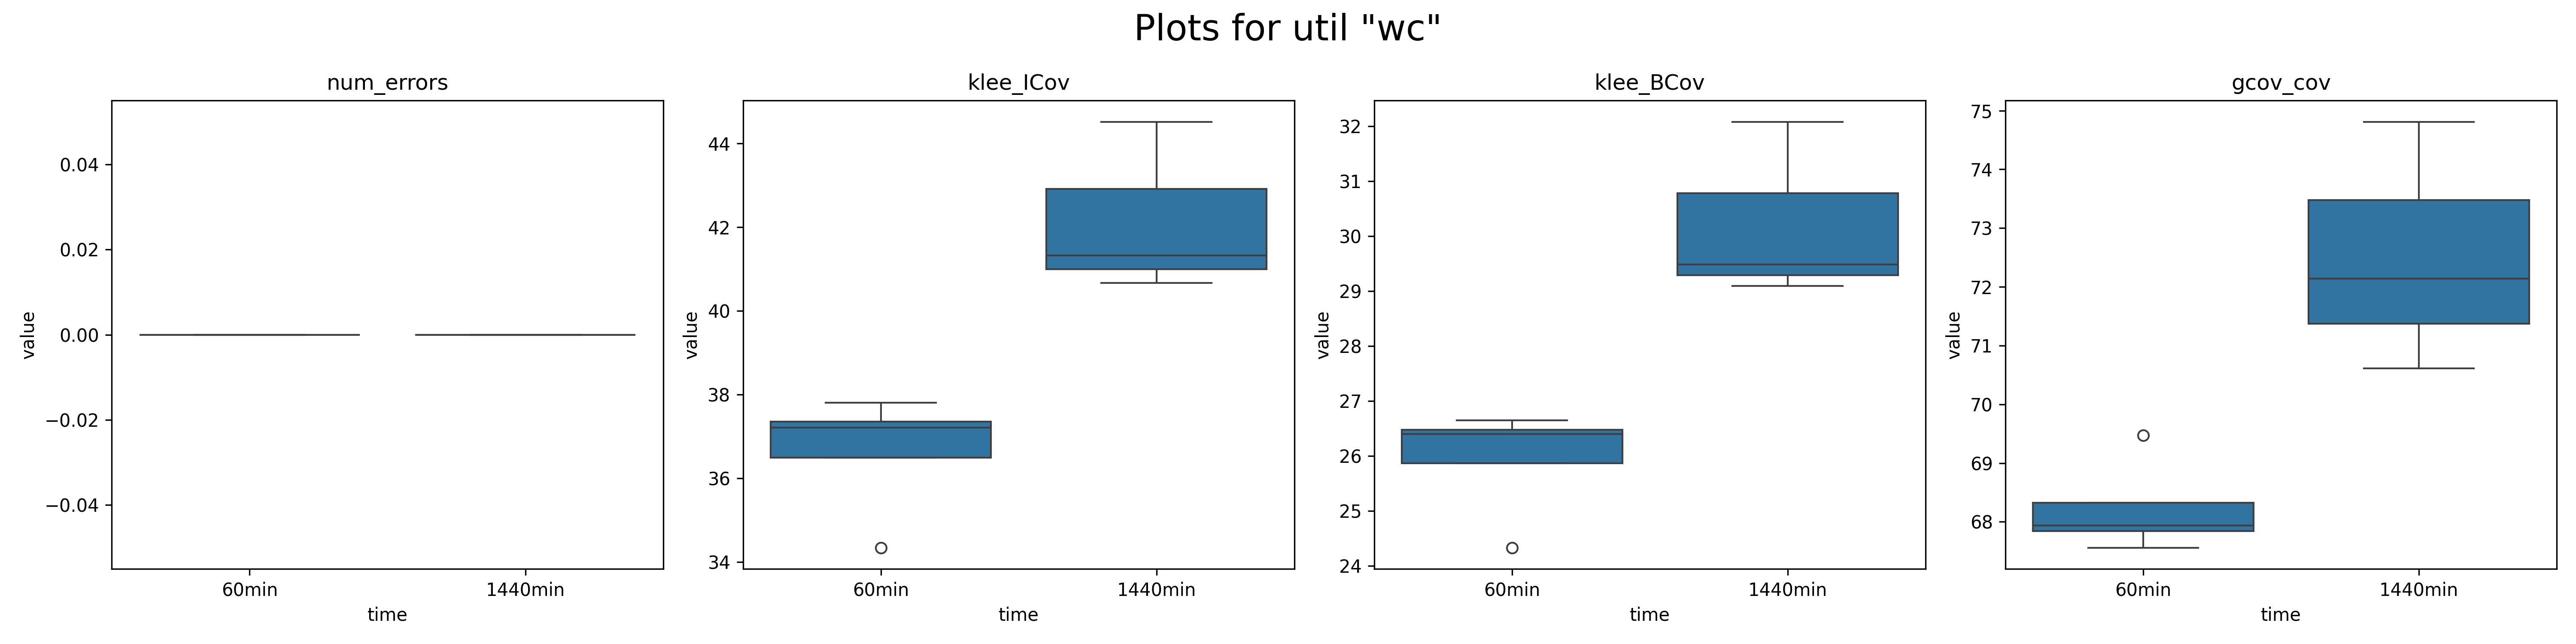 Plots for util "wc"
num_errors
value
0.04
0.02
0.00
−0.02
−0.04
60min
1440min
time
klee_ICov
value
44
42
40
38
36
34
60min
1440min
time
klee_BCov
value
32
31
30
29
28
27
26
25
24
60min
1440min
time
gcov_cov
value
75
74
73
72
71
70
69
68
60min
1440min
time